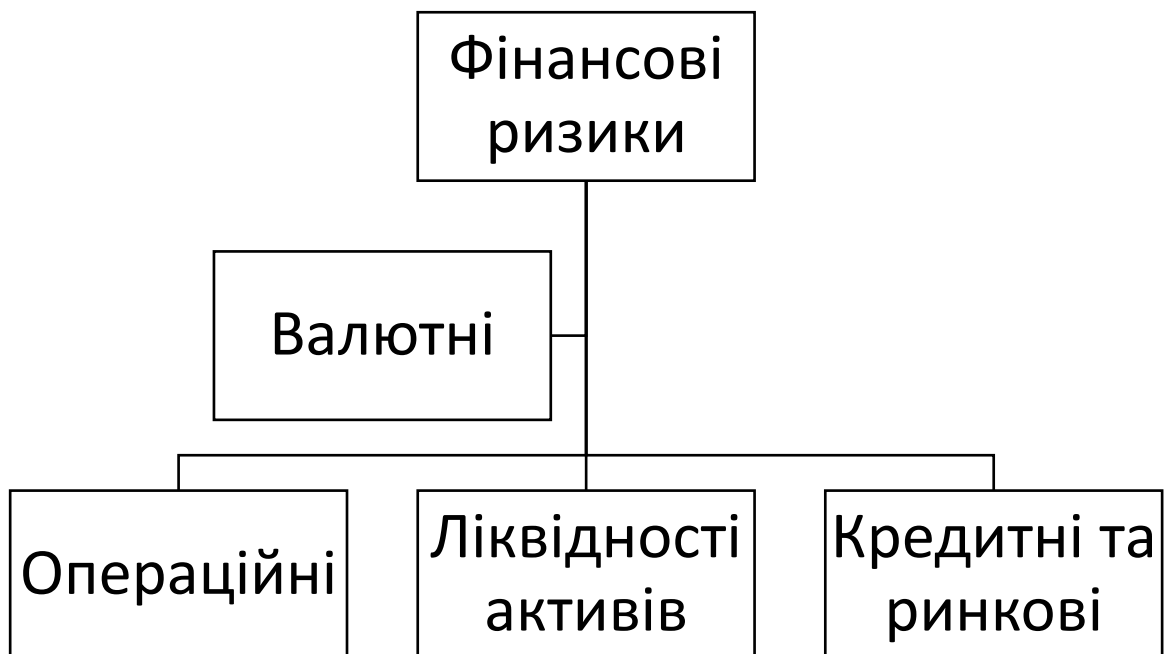 Фінансові
ризики
Валютні
Операційні
Ліквідності
активів
Кредитні та
ринкові